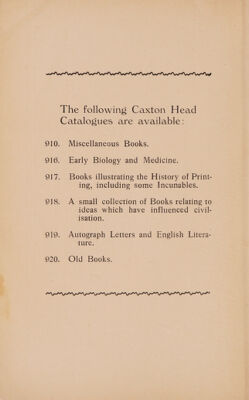 The following Caxton Head
Catalogues are available:
910. Miscellaneous Books.
916. Early Biology and Medicine.
917. Books illustrating the History of Print-
ing, including some Incunables.
918. A small collection of Books relating to
ideas which have influenced civil-
isation.
919. Autograph Letters and English Litera-
ture.
920. Old Books.